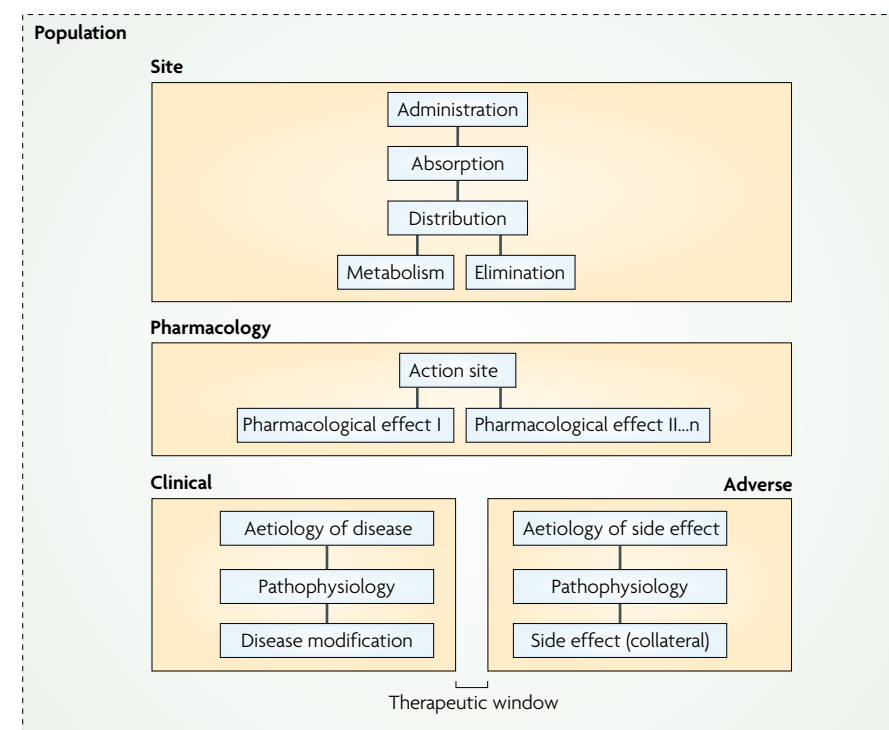 Population
Site
Administration
Absorption
Distribution
Metabolism
Elimination
Pharmacology
Action site
Pharmacological effect I
Pharmacological effect II...n
Clinical
Adverse
Aetiology of disease
Aetiology of side effect
Pathophysiology
Pathophysiology
Disease modification
Side effect (collateral)
Therapeutic window